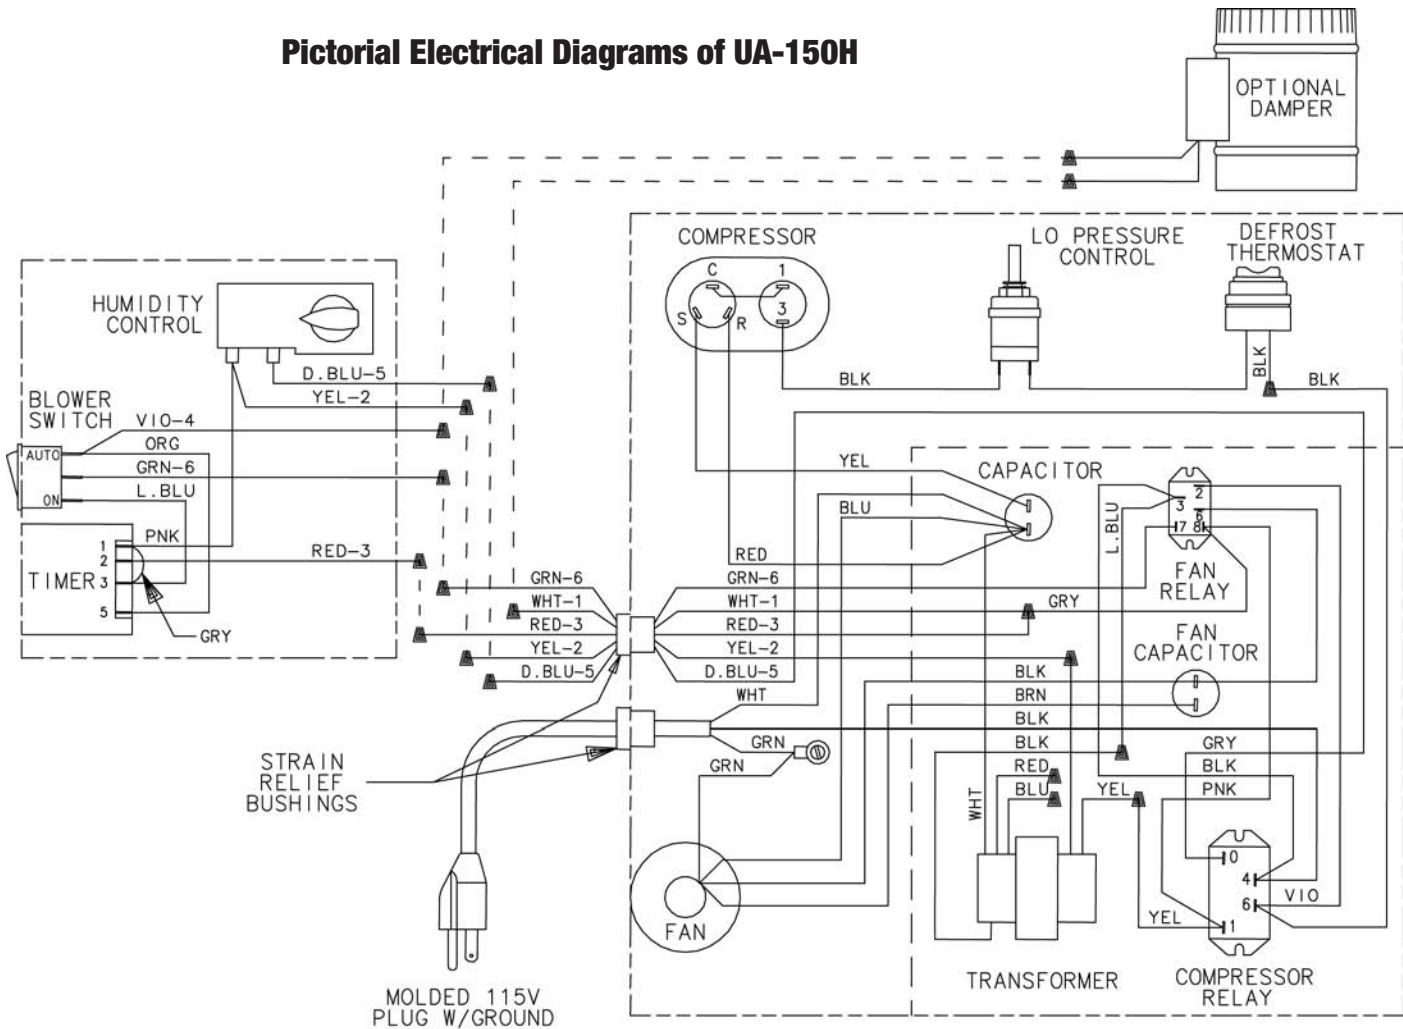 Pictorial Electrical Diagrams of UA-150H
OPTIONAL
DAMPER
COMPRESSOR
LO PRESSURE
CONTROL
DEFROST
THERMOSTAT
C
1
3
S
R
BLK
BLK
BLK
HUMIDITY
CONTROL
D.BLU-5
YEL-2
BLOWER
SWITCH
VIO-4
ORG
AUTO
GRN-6
L.BLU
ON
PNK
1
2
TIMER 3
5
RED-3
GRY
YEL
CAPACITOR
BLU
RED
L.BLU
2
3
6
7 8
FAN
RELAY
GRN-6
WHT-1
RED-3
YEL-2
D.BLU-5
GRN-6
WHT-1
RED-3
YEL-2
D.BLU-5
GRY
FAN
CAPACITOR
WHT
BLK
BRN
BLK
GRN
GRN
BLK
RED
BLU
YEL
WHT
GRY
BLK
PNK
STRAIN
RELIEF
BUSHINGS
0
4
6
1
VIO
YEL
FAN
TRANSFORMER
COMPRESSOR
RELAY
MOLDED 115V
PLUG W/GROUND